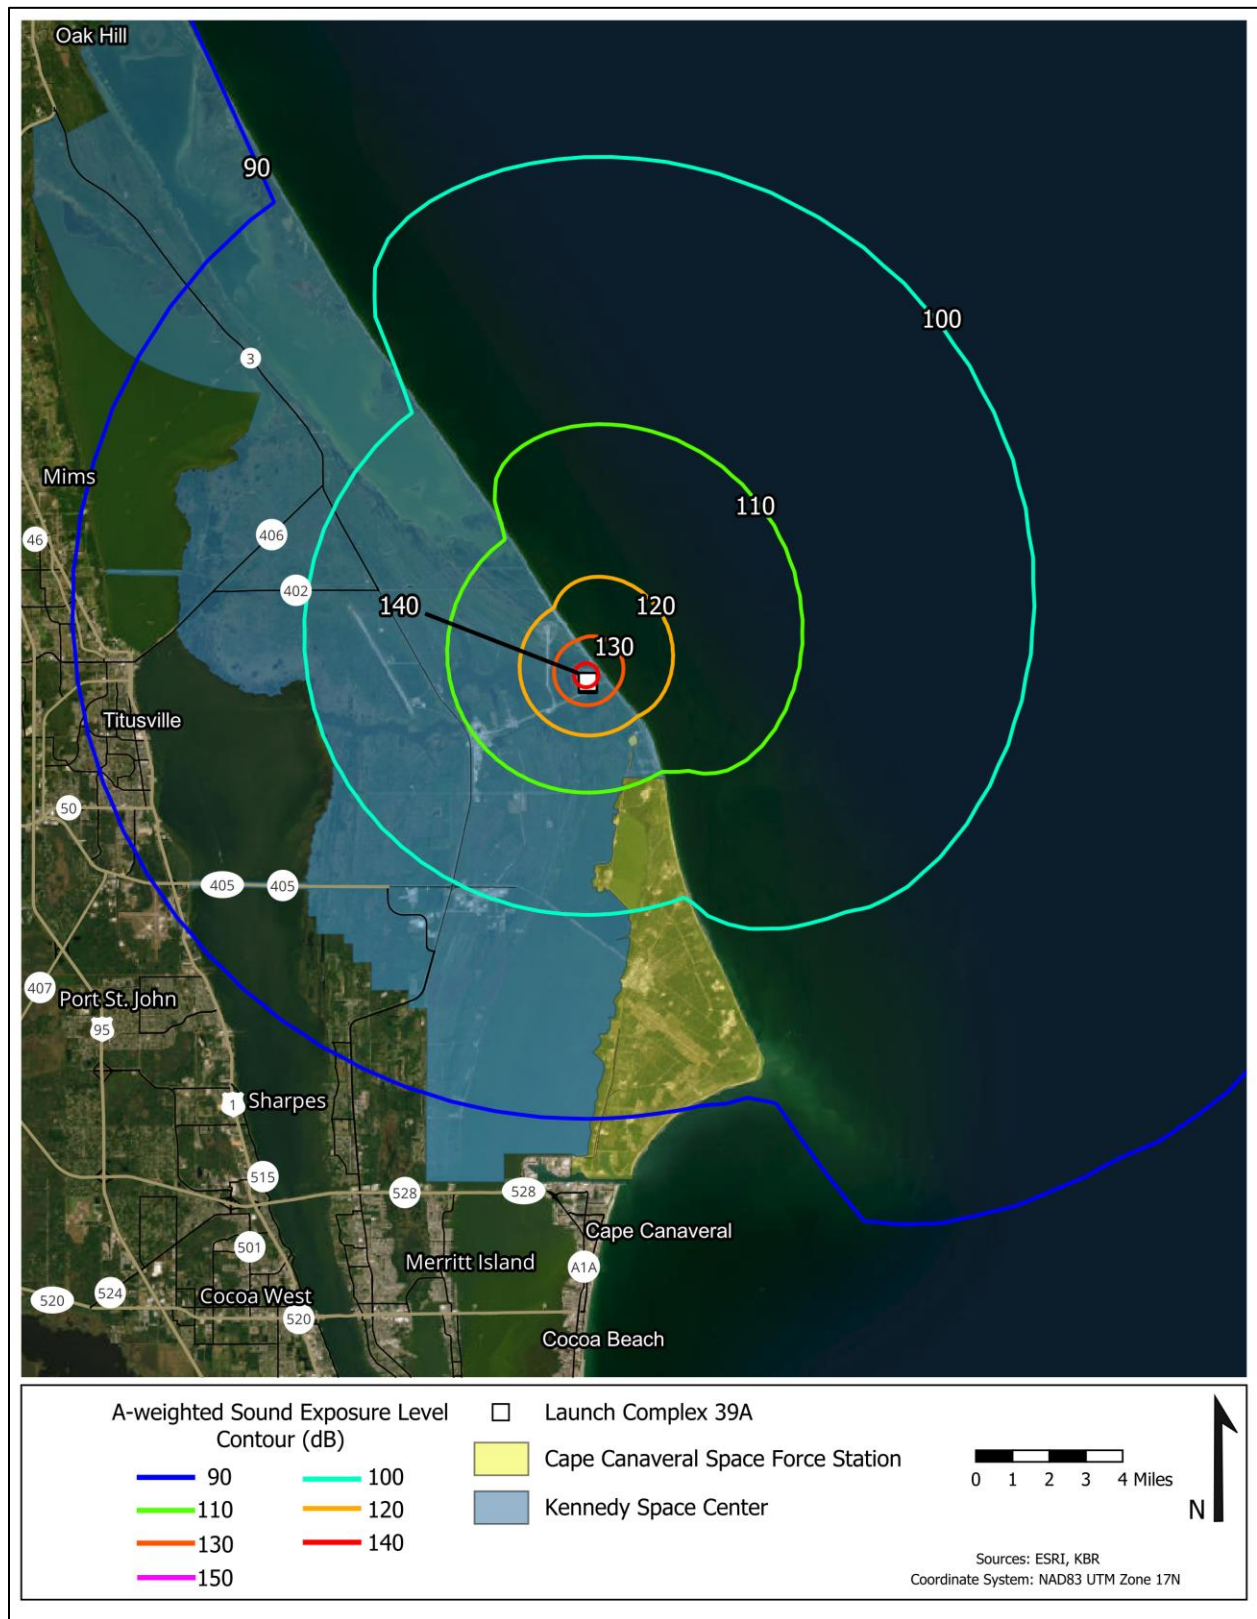 Oak Hill
90
100
3
Mims
110
46
406
402
140
120
130
Titusville
50
405
405
407
Port St. John
95
1
Sharpes
515
528
528
Cape Canaveral
501
Merritt Island
A1A
524
520
Cocoa West
520
Cocoa Beach
A-weighted Sound Exposure Level
Contour (dB)
90
100
110
120
130
140
150
Launch Complex 39A
Cape Canaveral Space Force Station
Kennedy Space Center
0 1 2 3 4 Miles
N
Sources: ESRI, KBR
Coordinate System: NAD83 UTM Zone 17N